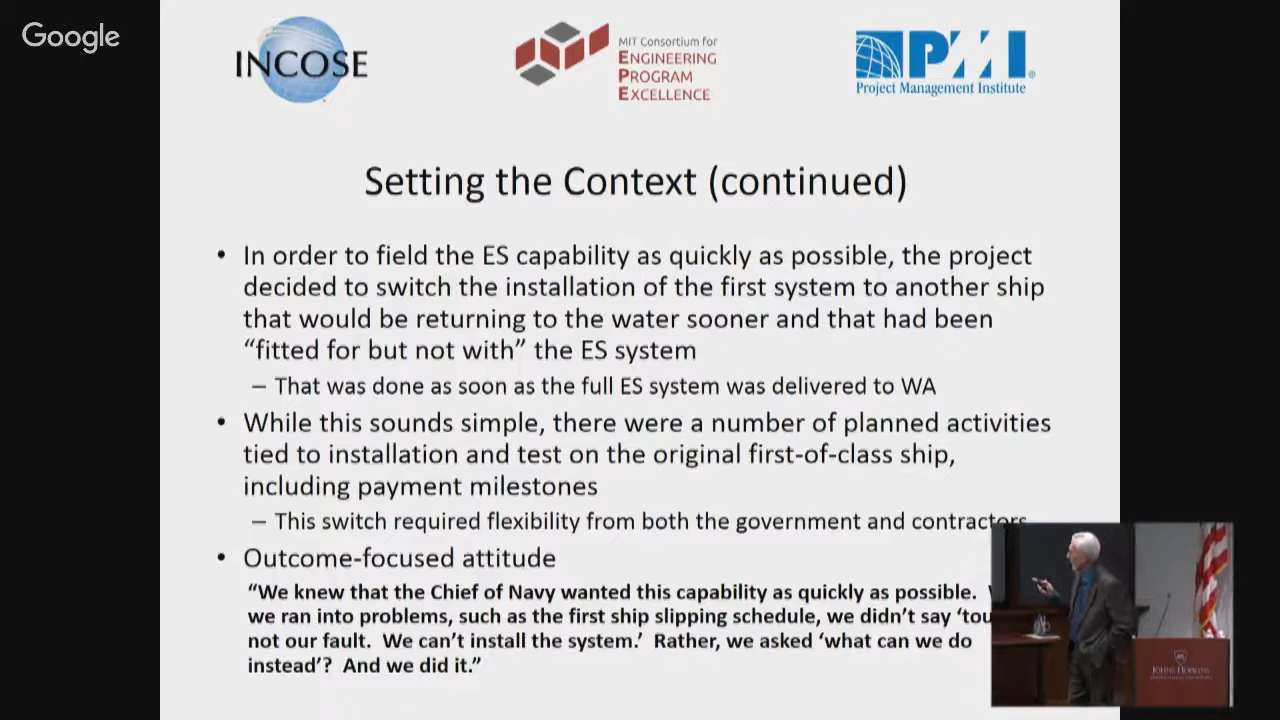 Google
INCOSE
MIT Consortium for
ENGINEERING
PROGRAM
EXCELLENCE
PMI
Project Management Institute
Setting the Context (continued)
• In order to field the ES capability as quickly as possible, the project
decided to switch the installation of the first system to another ship
that would be returning to the water sooner and that had been
“fitted for but not with” the ES system
– That was done as soon as the full ES system was delivered to WA
• While this sounds simple, there were a number of planned activities
tied to installation and test on the original first-of-class ship,
including payment milestones
– This switch required flexibility from both the government and contractors
• Outcome-focused attitude
“We knew that the Chief of Navy wanted this capability as quickly as possible.
we ran into problems, such as the first ship slipping schedule, we didn’t say
not our fault. We can’t install the system.’ Rather, we asked ‘what can we do
instead’? And we did it.”
JOHNS HOPKINS